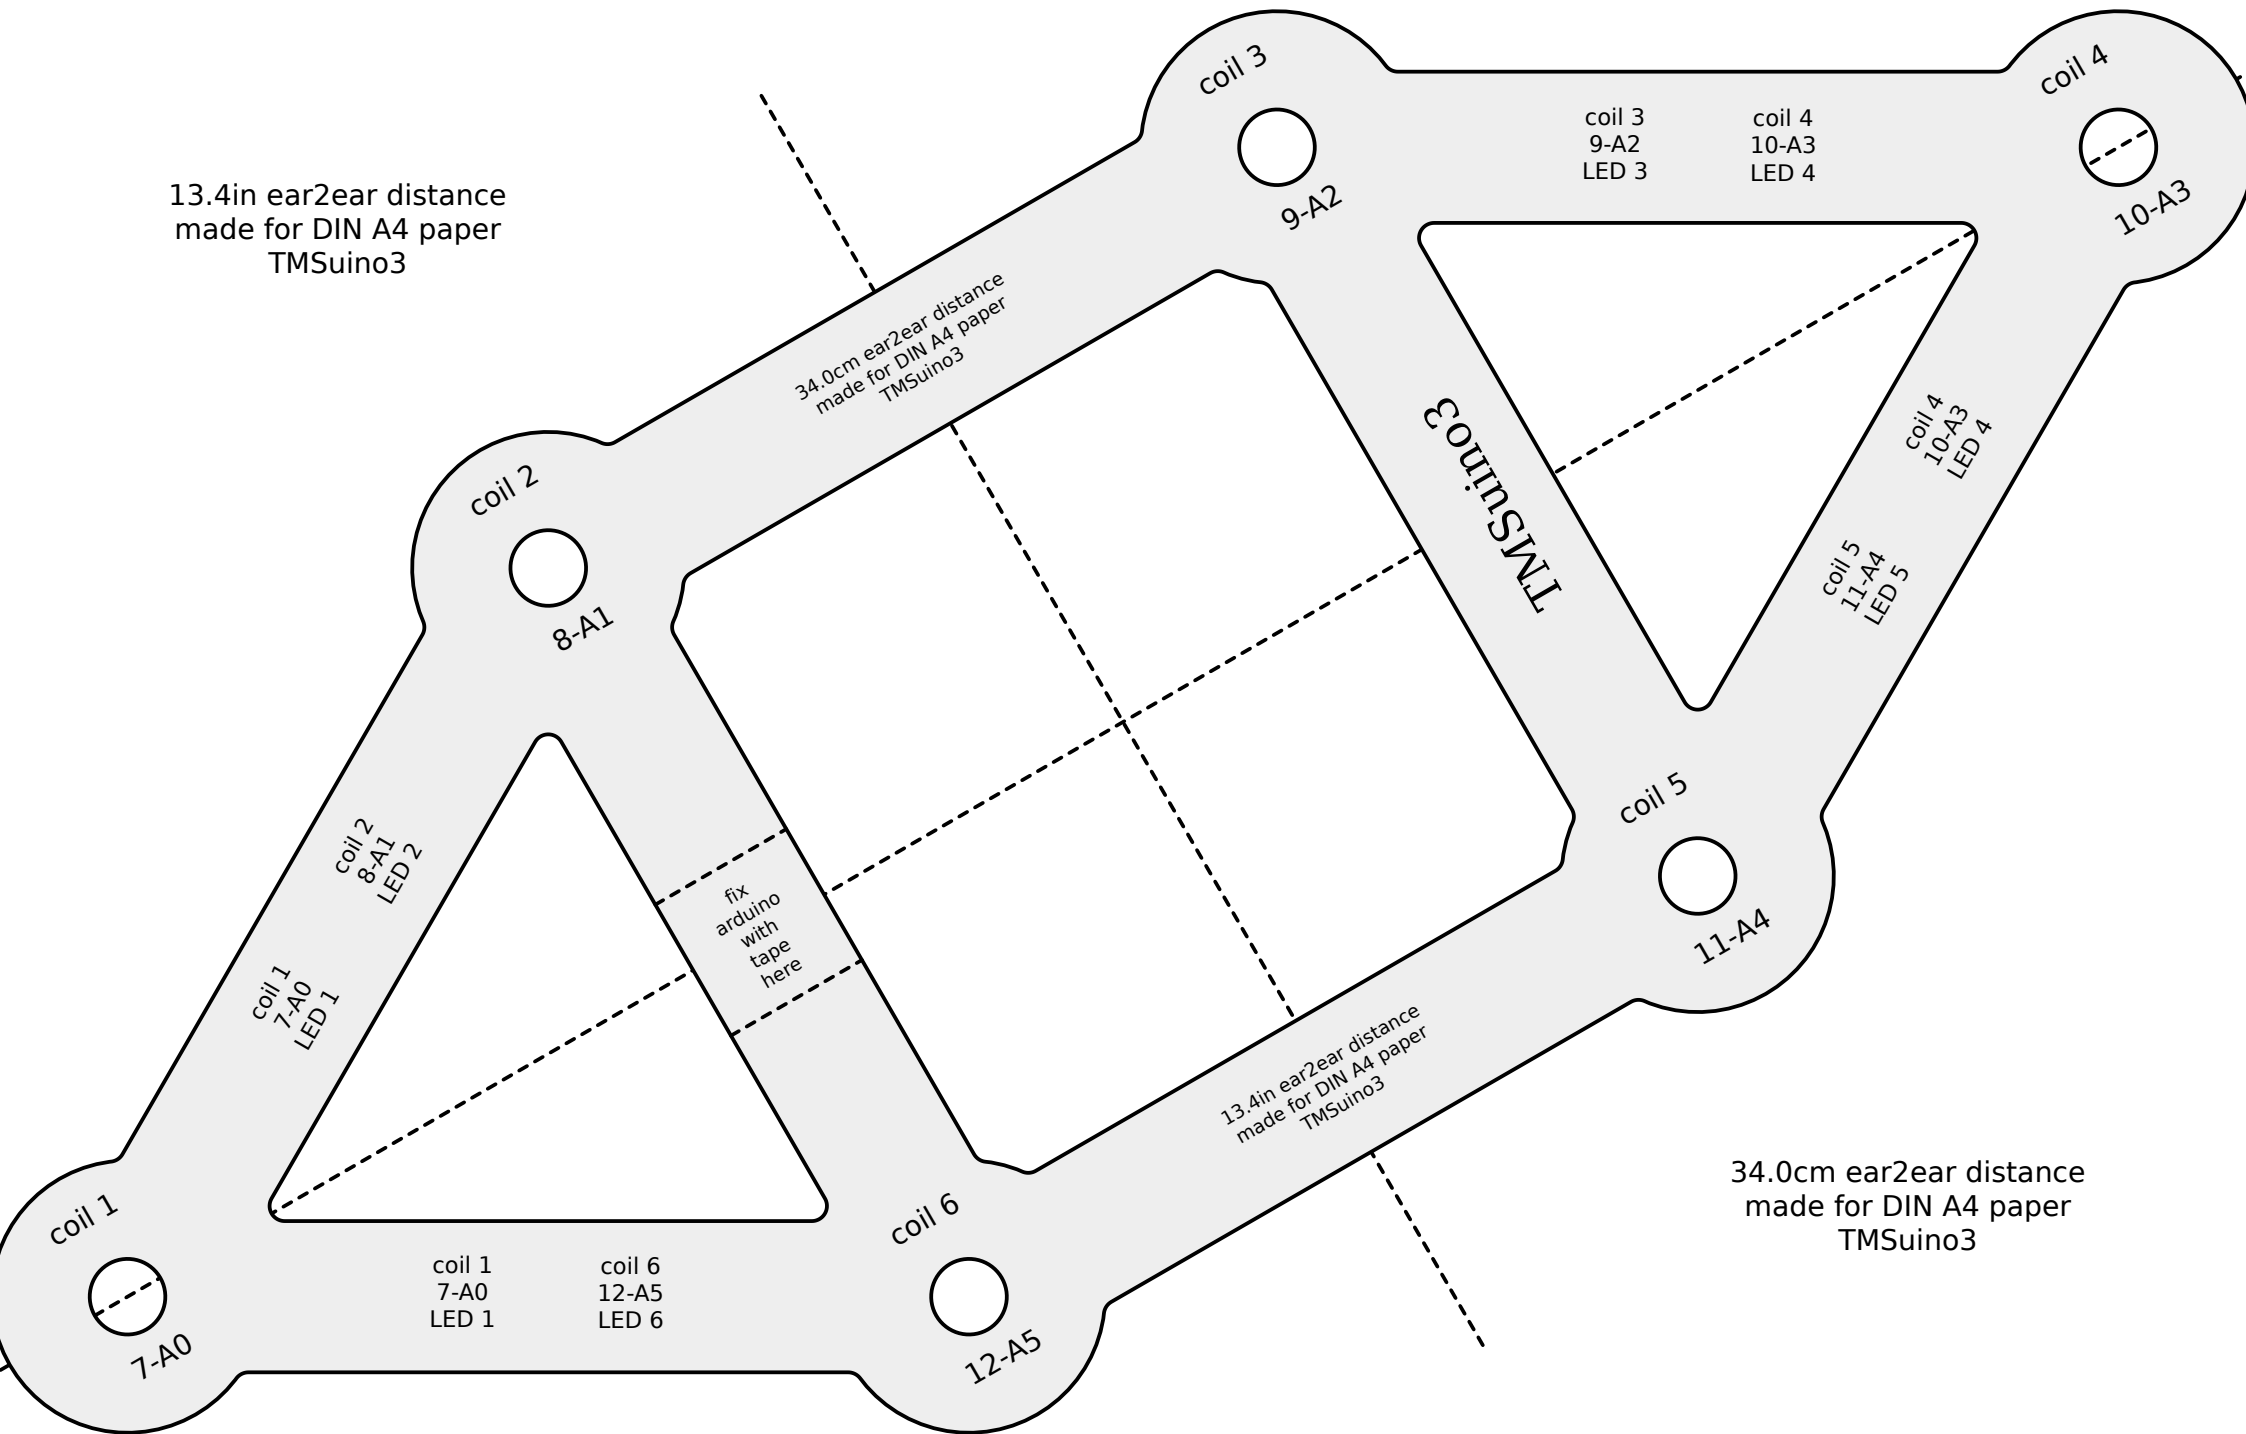 coil 3
coil 4
coil 3
9-A2
LED 3
coil 4
10-A3
LED 4
9-A2
10-A3
13.4in ear2ear distance
made for DIN A4 paper
TMSuino3
34.0cm ear2ear distance
made for DIN A4 paper
TMSuino3
TMSuino3
coil 4
10-A3
LED 4
coil 2
8-A1
coil 5
11-A4
LED 5
coil 5
11-A4
coil 2
8-A1
LED 2
fix
arduino
with
tape
here
coil 1
7-A0
LED 1
13.4in ear2ear distance
made for DIN A4 paper
TMSuino3
coil 1
7-A0
coil 1
7-A0
LED 1
coil 6
12-A5
LED 6
coil 6
12-A5
34.0cm ear2ear distance
made for DIN A4 paper
TMSuino3